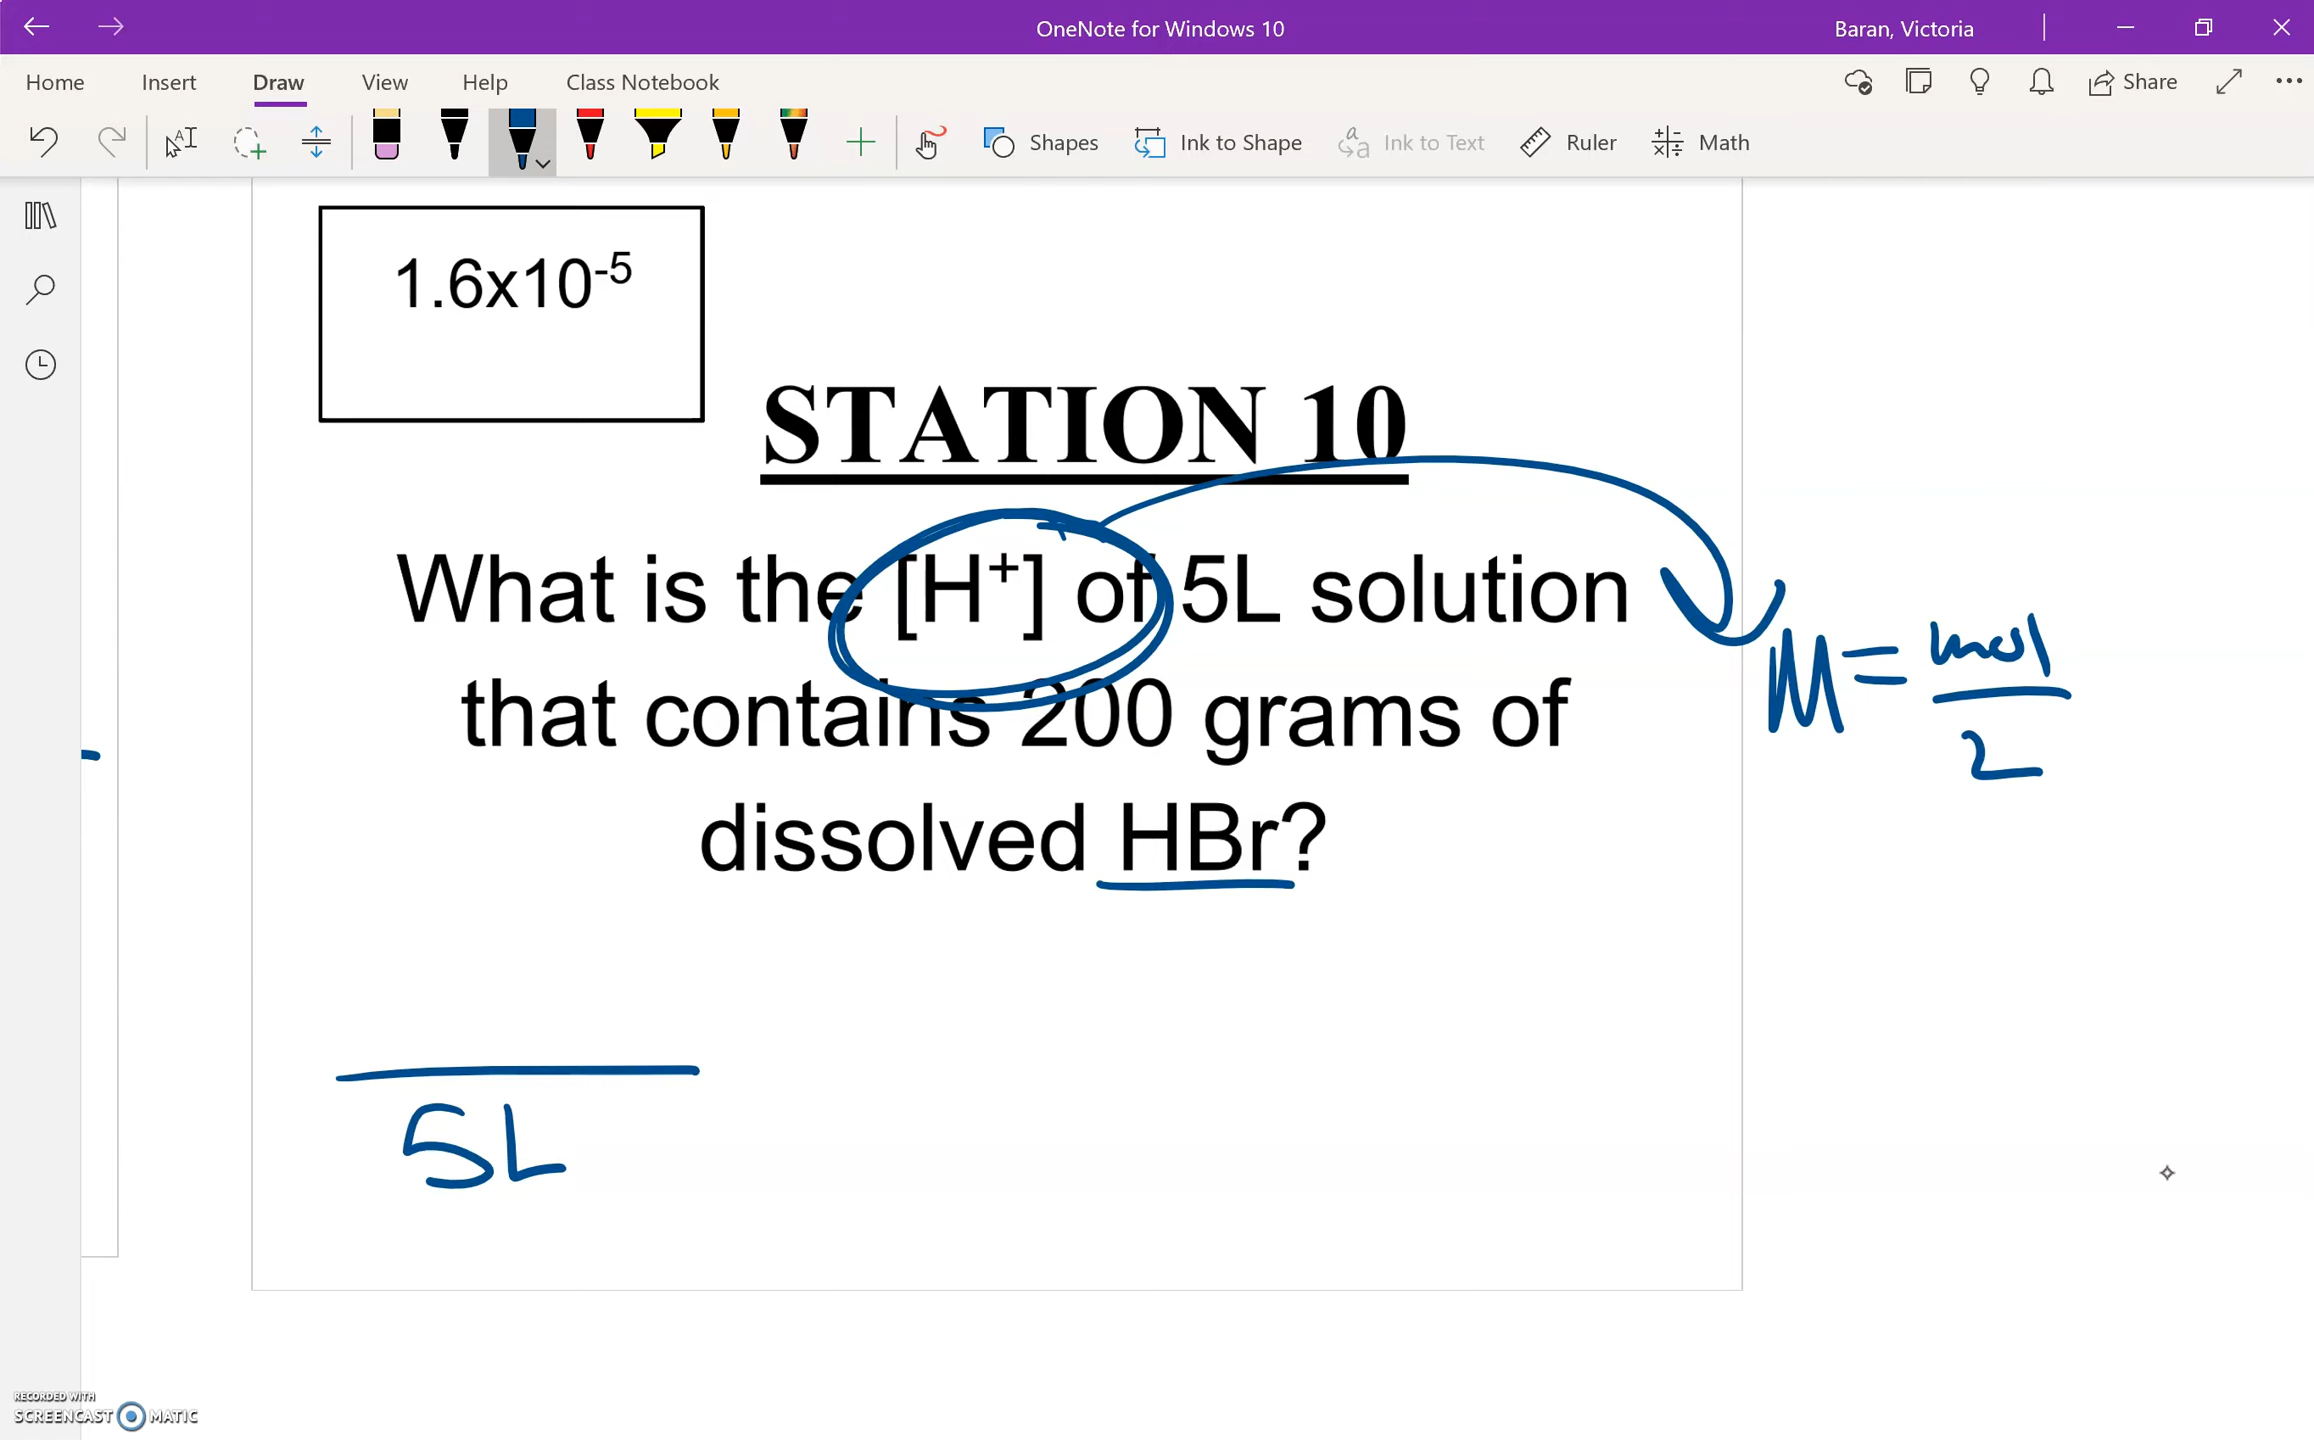 OneNote for Windows 10
Baran, Victoria
Home Insert Draw View Help Class Notebook
Share
Shapes Ink to Shape Ink to Text Ruler Math
1.6x10⁻⁵
STATION 10
What is the [H⁺] of 5L solution
that contains 200 grams of
dissolved HBr?
M = mol
2
5L
RECORDED WITH
SCREENCAST MATIC